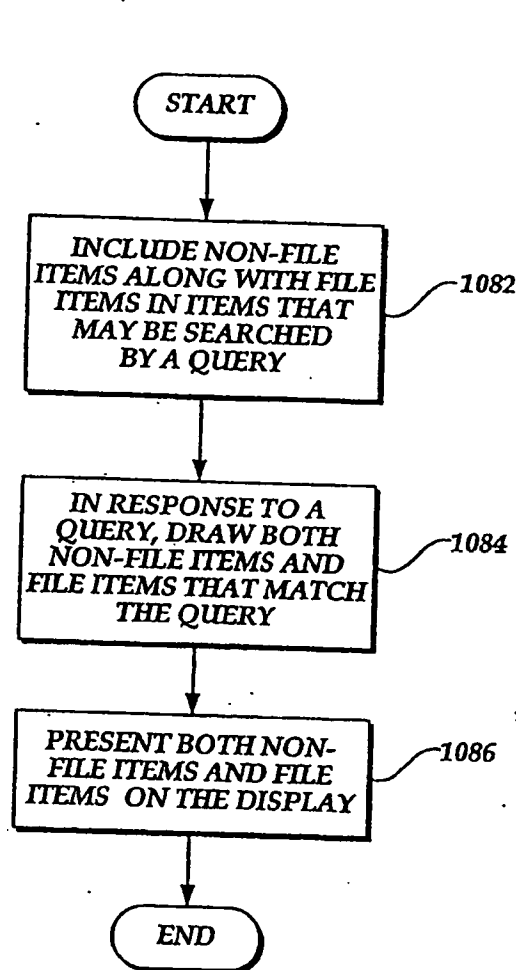 START
INCLUDE NON-FILE
ITEMS ALONG WITH FILE
ITEMS IN ITEMS THAT
MAY BE SEARCHED
BY A QUERY
1082
IN RESPONSE TO A
QUERY, DRAW BOTH
NON-FILE ITEMS AND
FILE ITEMS THAT MATCH
THE QUERY
1084
PRESENT BOTH NON-
FILE ITEMS AND FILE
ITEMS ON THE DISPLAY
1086
END